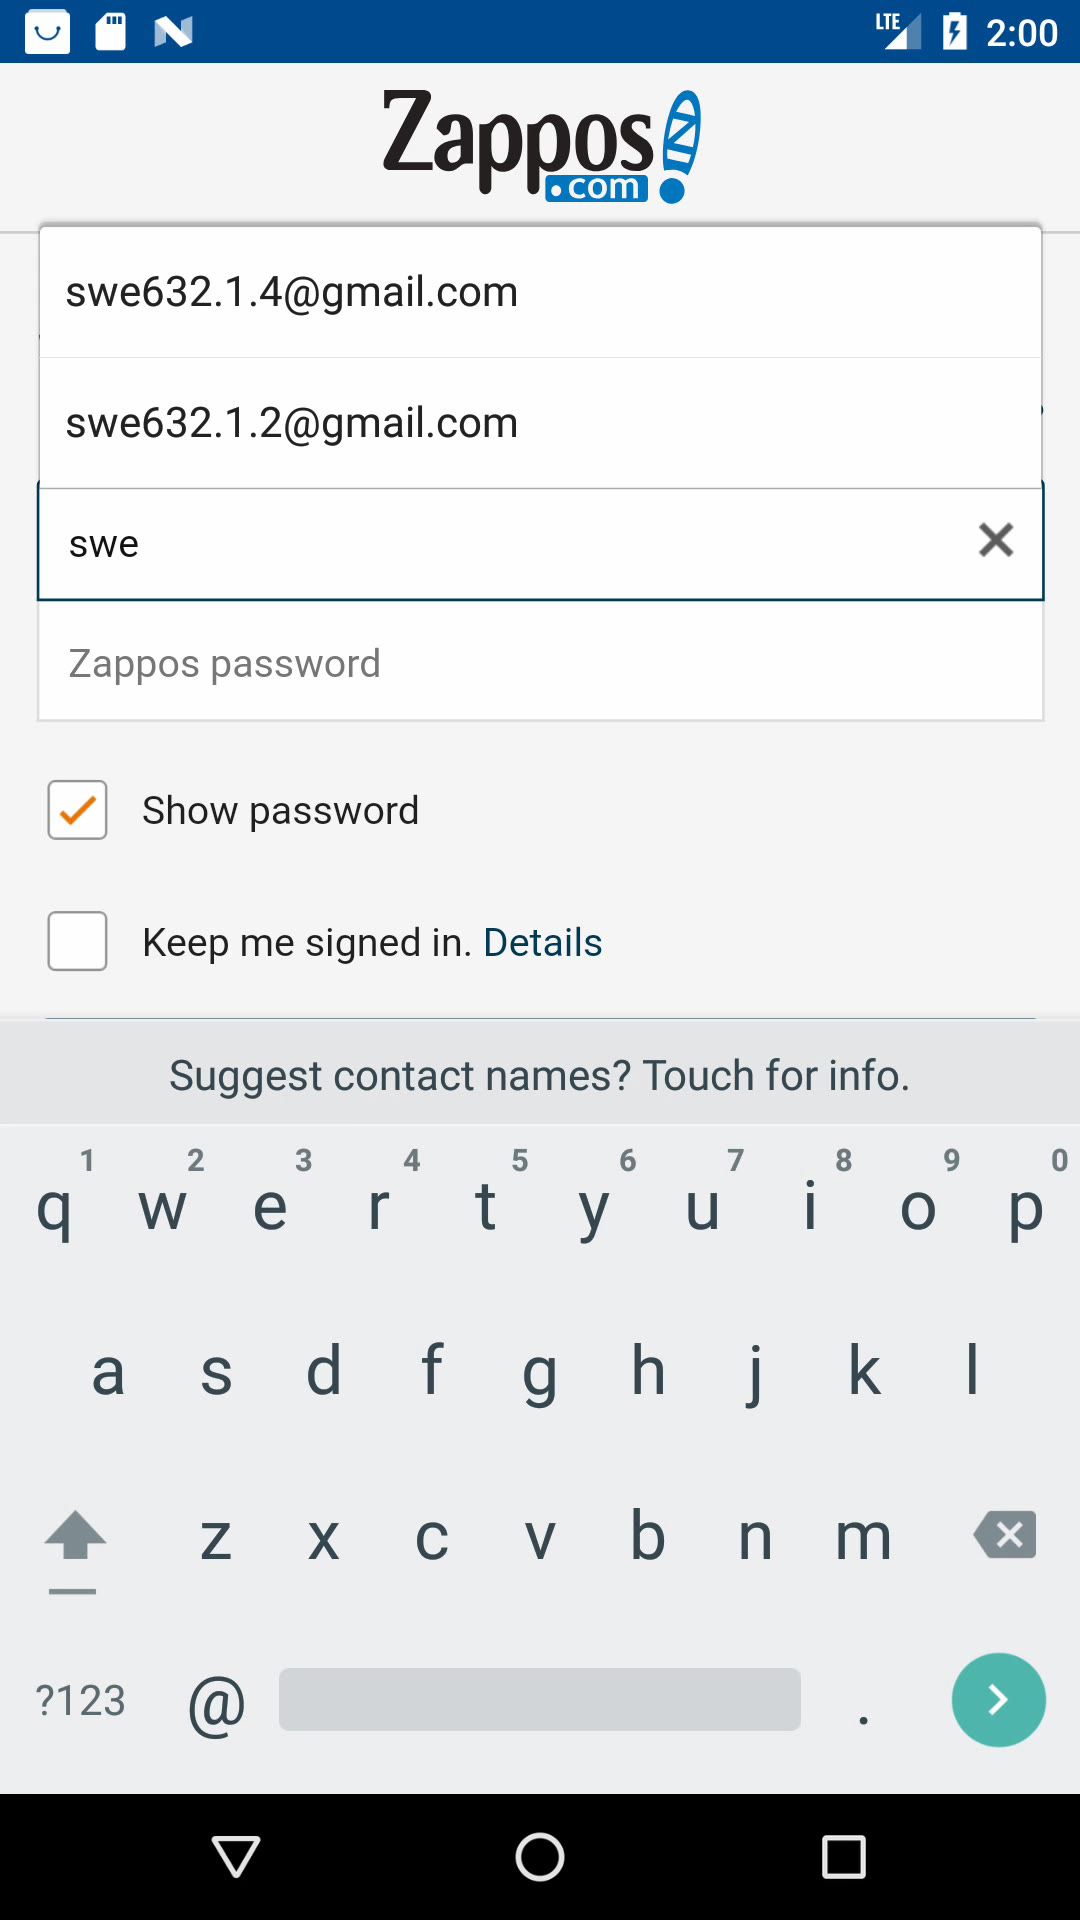 LTE 2:00
Zappos
.com
swe632.1.4@gmail.com
swe632.1.2@gmail.com
swe
Zappos password
Show password
Keep me signed in. Details
Suggest contact names? Touch for info.
1 2 3 4 5 6 7 8 9 0
q w e r t y u i o p
a s d f g h j k l
z x c v b n m
?123 @ .